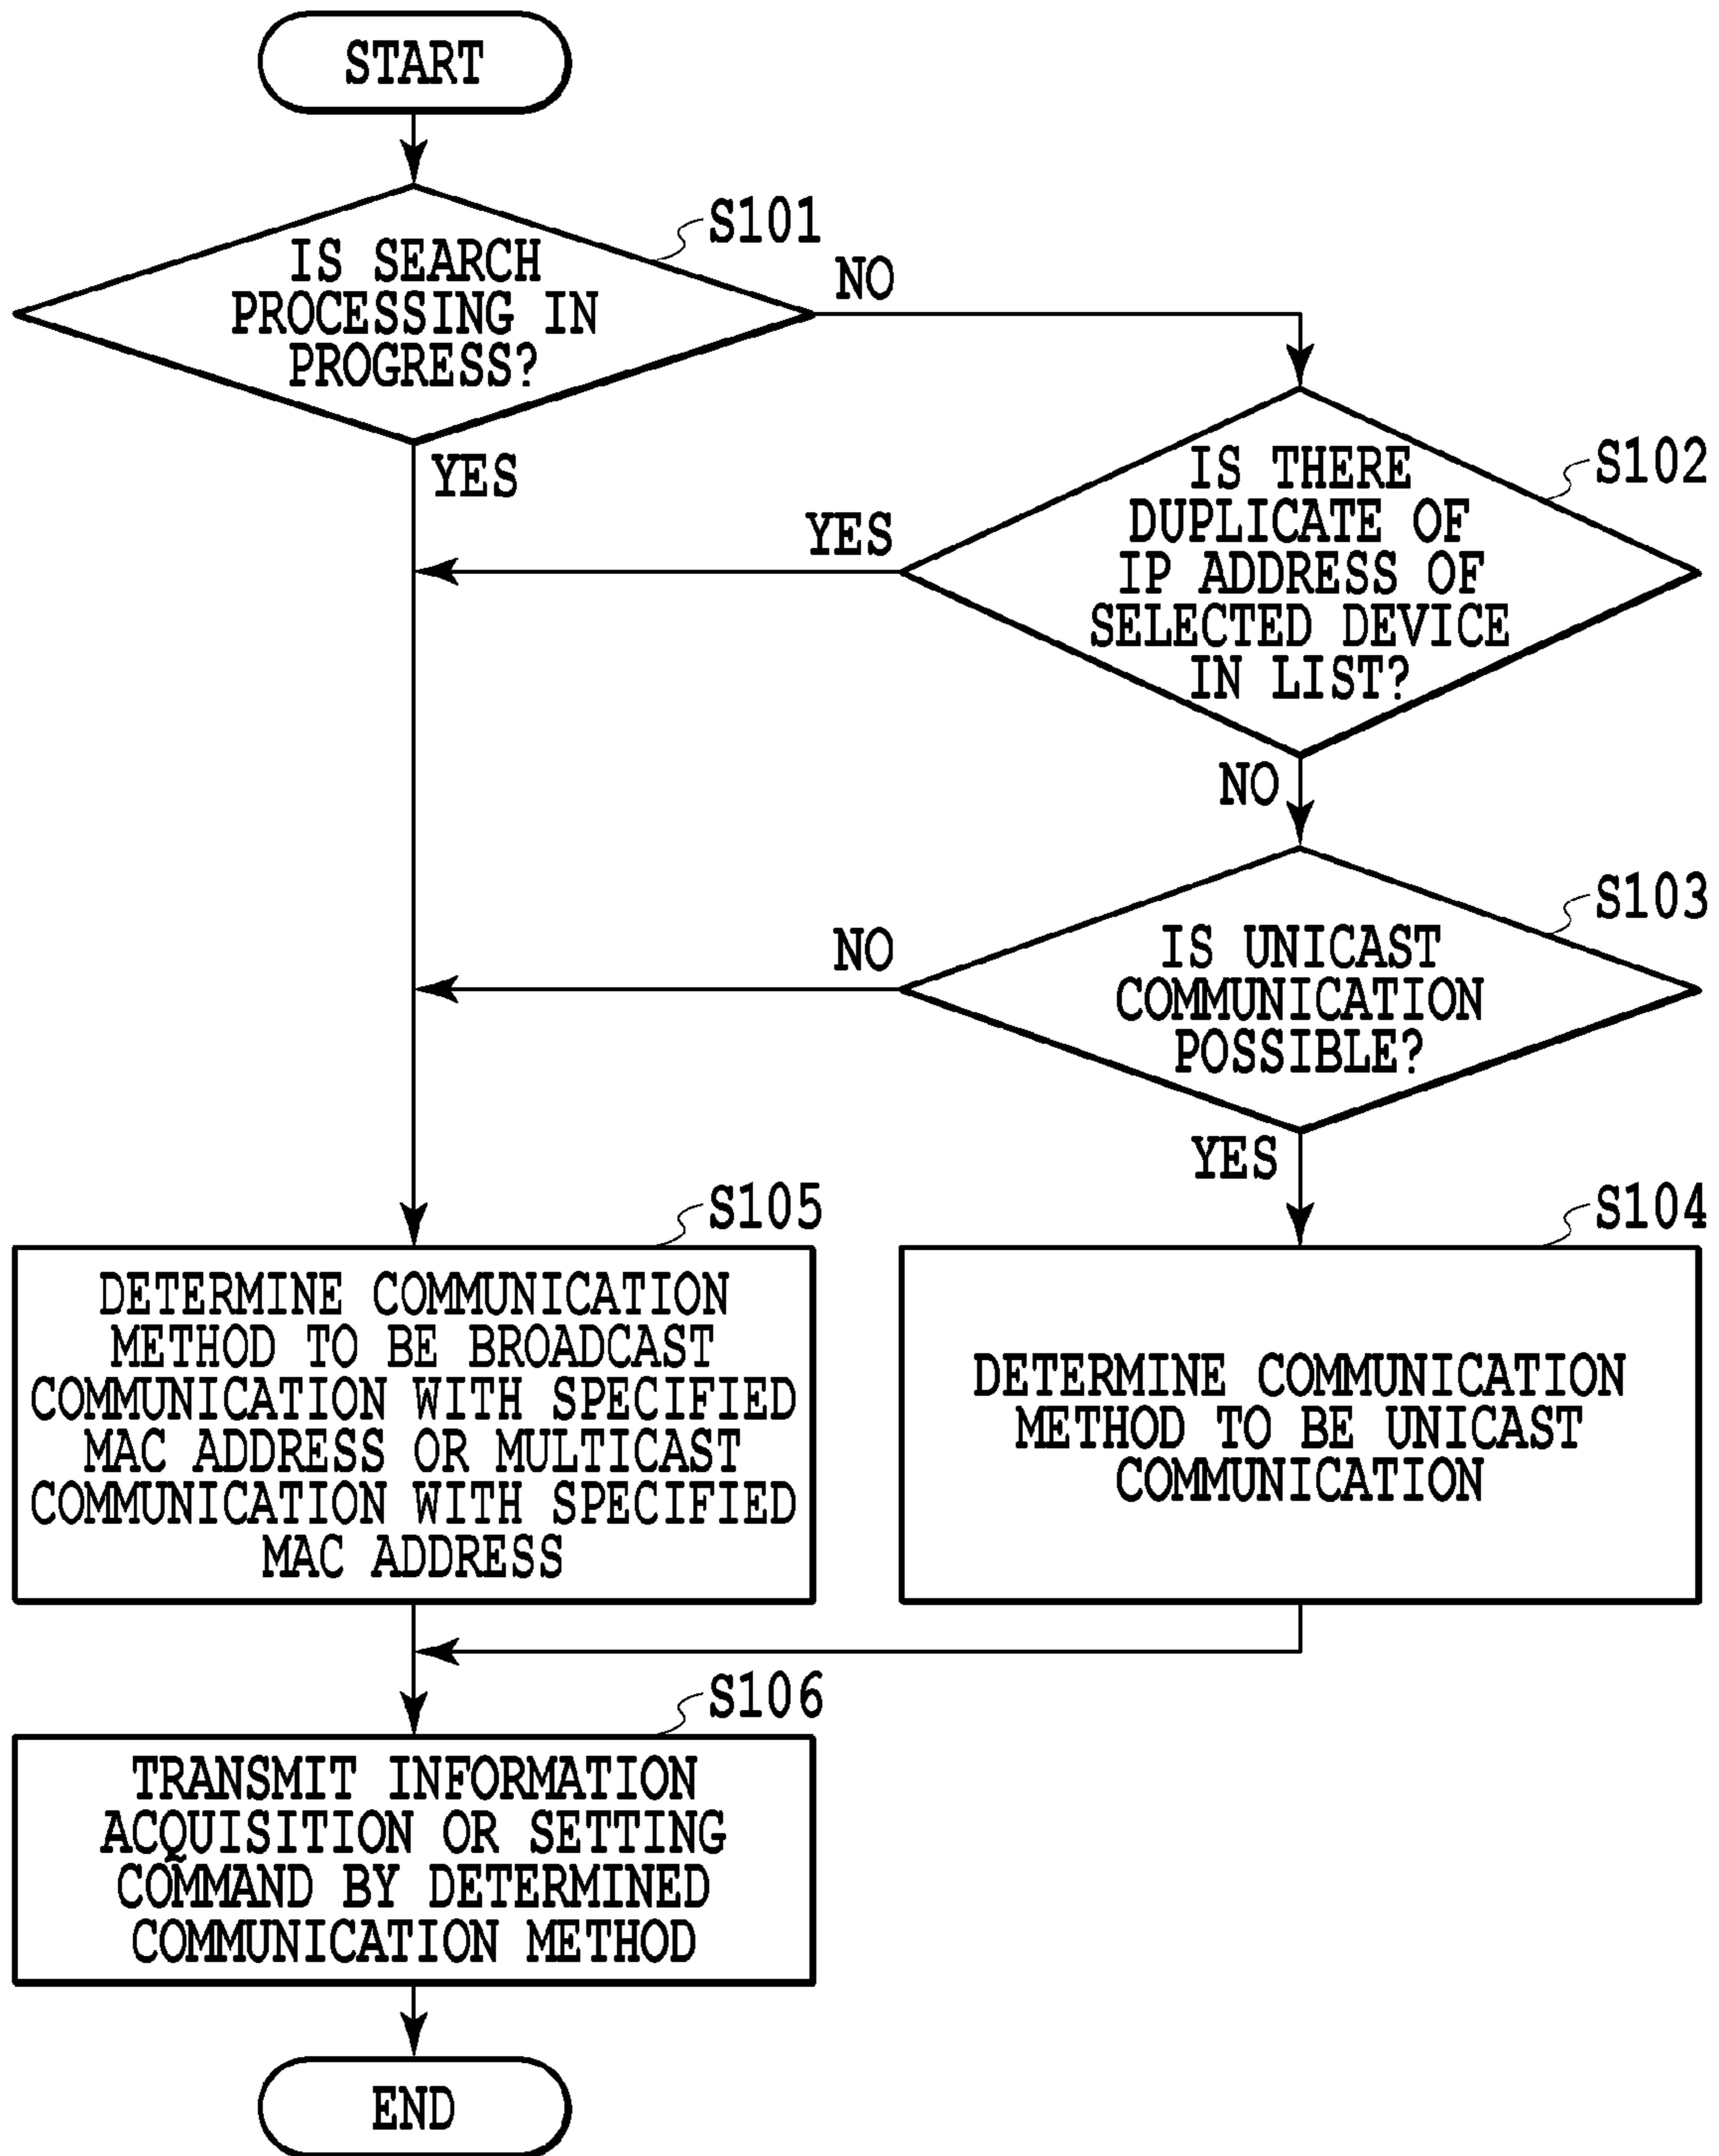 START
S101
IS SEARCH
PROCESSING IN
PROGRESS?
NO
YES
S102
IS THERE
DUPLICATE OF
IP ADDRESS OF
SELECTED DEVICE
IN LIST?
YES
NO
S103
IS UNICAST
COMMUNICATION
POSSIBLE?
NO
YES
S105
DETERMINE COMMUNICATION
METHOD TO BE BROADCAST
COMMUNICATION WITH SPECIFIED
MAC ADDRESS OR MULTICAST
COMMUNICATION WITH SPECIFIED
MAC ADDRESS
S104
DETERMINE COMMUNICATION
METHOD TO BE UNICAST
COMMUNICATION
S106
TRANSMIT INFORMATION
ACQUISITION OR SETTING
COMMAND BY DETERMINED
COMMUNICATION METHOD
END